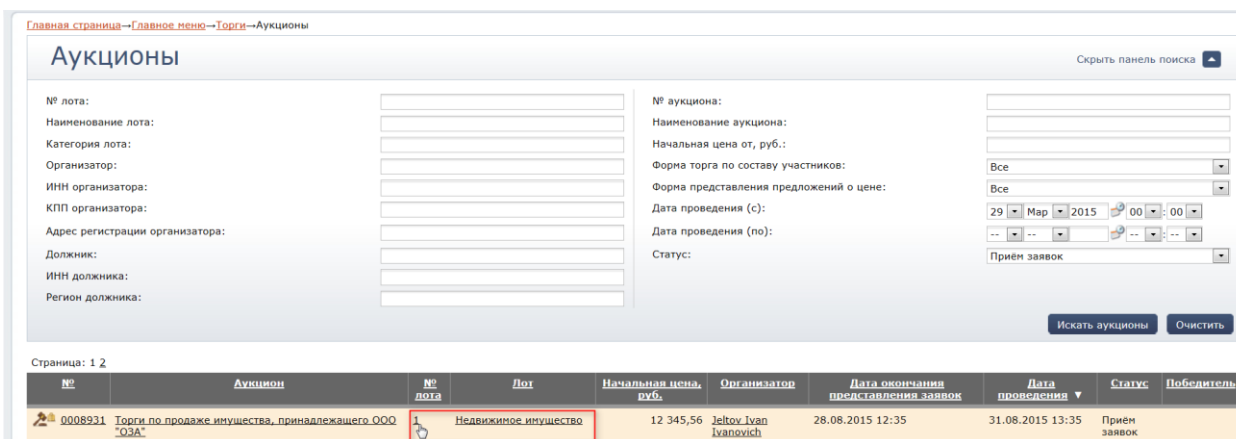 Главная страница→Главное меню→Торги→Аукционы
Аукционы
Скрыть панель поиска
№ лота:
№ аукциона:
Наименование лота:
Наименование аукциона:
Категория лота:
Начальная цена от, руб.:
Организатор:
Форма торга по составу участников:
Все
ИНН организатора:
Форма представления предложений о цене:
Все
КПП организатора:
Дата проведения (с):
29 Мар 2015 00 : 00
Адрес регистрации организатора:
Дата проведения (по):
-- -- -- : --
Должник:
Статус:
Приём заявок
ИНН должника:
Регион должника:
Искать аукционы Очистить
Страница: 1 2
№ Аукцион № лота Лот Начальная цена, руб. Организатор Дата окончания представления заявок Дата проведения ▼ Статус Победитель
0008931 Торги по продаже имущества, принадлежащего ООО "ОЗА" 1 Недвижимое имущество 12 345,56 Jeltov Ivan Ivanovich 28.08.2015 12:35 31.08.2015 13:35 Приём заявок